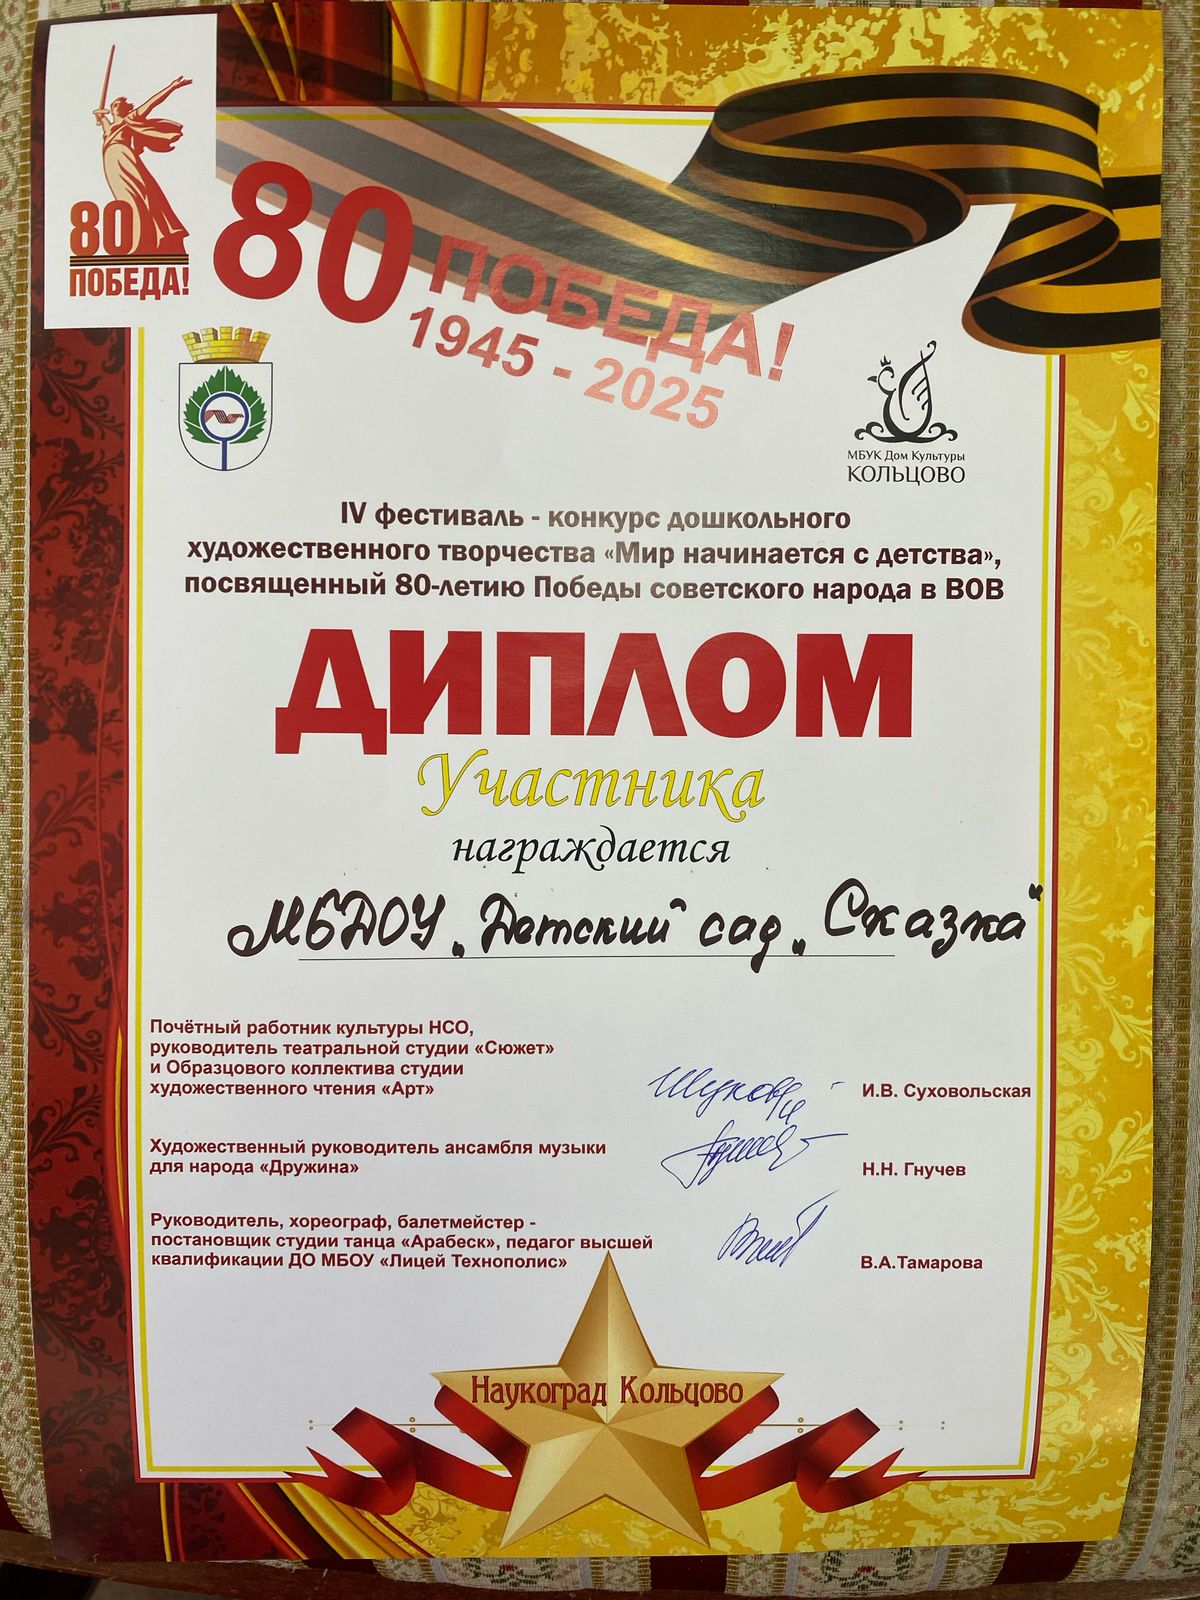 80
ПОБЕДА!
80 ПОБЕДА!
1945 - 2025
МБУК Дом Культуры
КОЛЬЦОВО
IV фестиваль - конкурс дошкольного
художественного творчества «Мир начинается с детства»,
посвященный 80-летию Победы советского народа в ВОВ
ДИПЛОМ
Участника
награждается
МБДОУ „Детский сад „Сказка"
Почётный работник культуры НСО,
руководитель театральной студии «Сюжет»
и Образцового коллектива студии
художественного чтения «Арт»
И.В. Суховольская
Художественный руководитель ансамбля музыки
для народа «Дружина»
Н.Н. Гнучев
Руководитель, хореограф, балетмейстер -
постановщик студии танца «Арабеск», педагог высшей
квалификации ДО МБОУ «Лицей Технополис»
В.А.Тамарова
Наукоград Кольцово